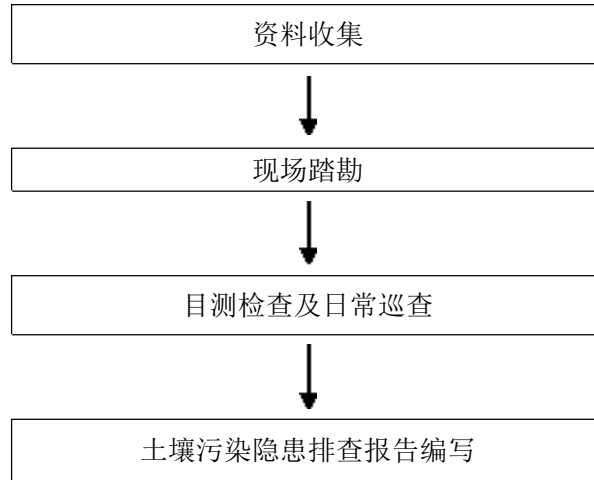 资料收集
现场踏勘
目测检查及日常巡查
土壤污染隐患排查报告编写